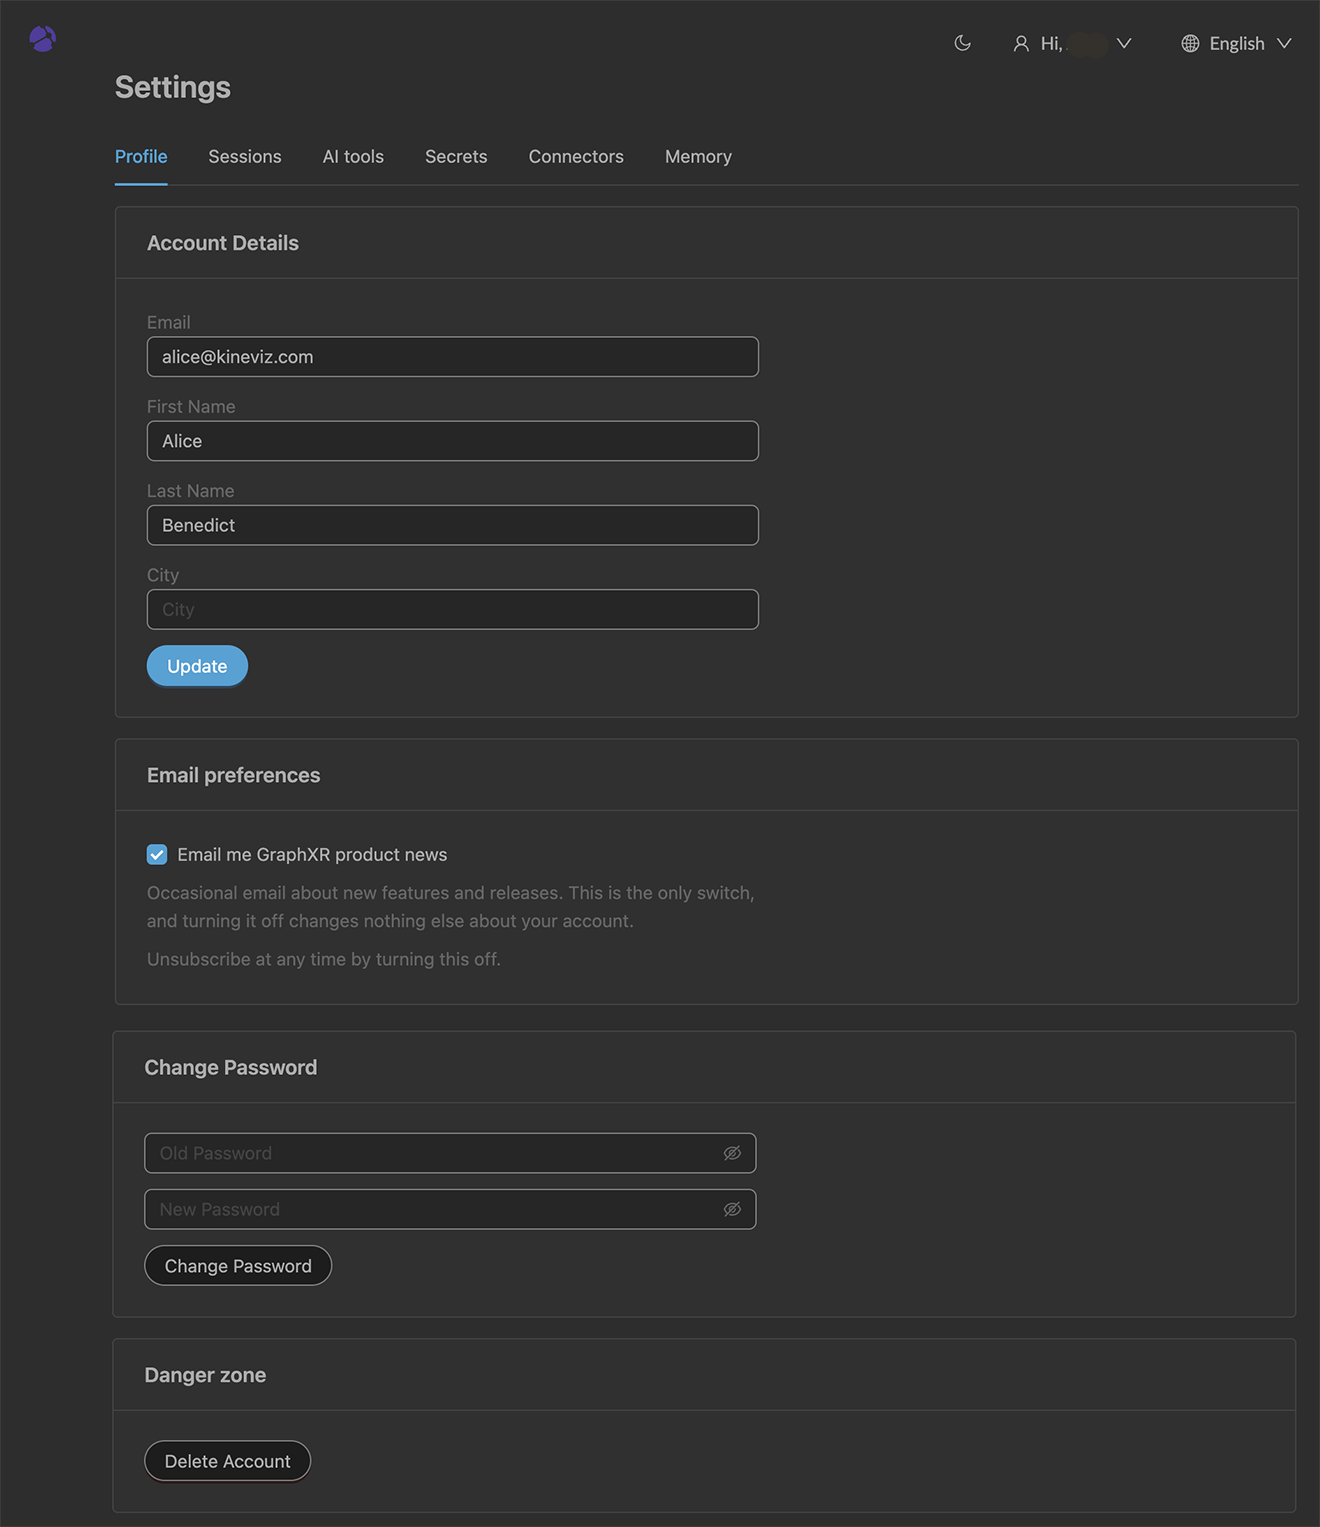 Hi,
English
Settings
Profile
Sessions
AI tools
Secrets
Connectors
Memory
Account Details
Email
alice@kineviz.com
First Name
Alice
Last Name
Benedict
City
City
Update
Email preferences
Email me GraphXR product news
Occasional email about new features and releases. This is the only switch,
and turning it off changes nothing else about your account.
Unsubscribe at any time by turning this off.
Change Password
Old Password
New Password
Change Password
Danger zone
Delete Account